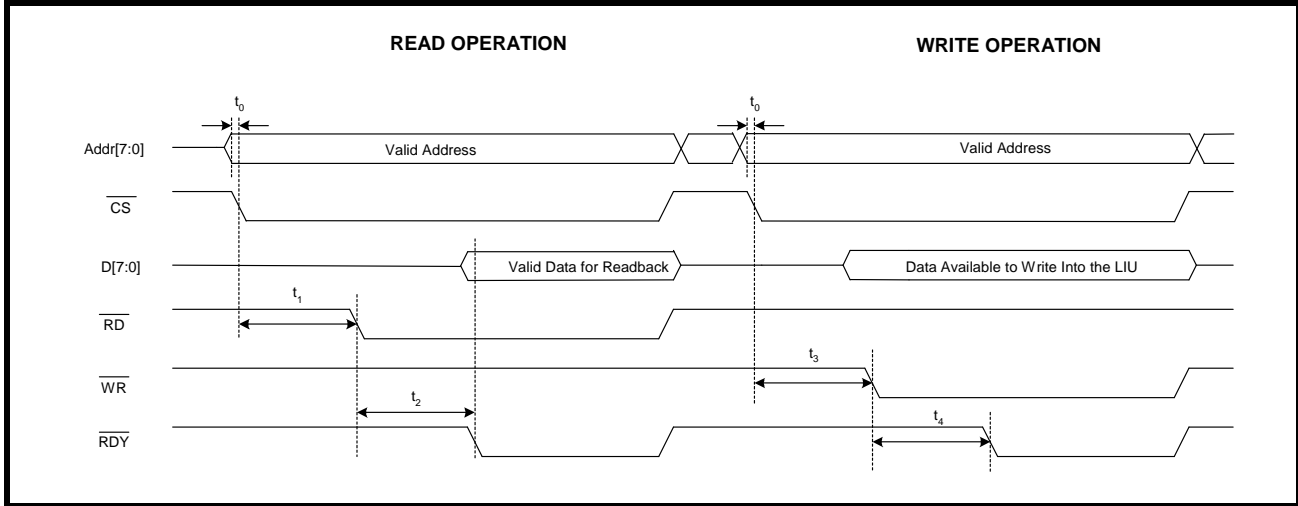 READ OPERATION WRITE OPERATION
t0 t0
Addr[7:0] Valid Address Valid Address
CS
D[7:0] Valid Data for Readback Data Available to Write Into the LIU
t1
RD
t3
WR
t2 t4
RDY